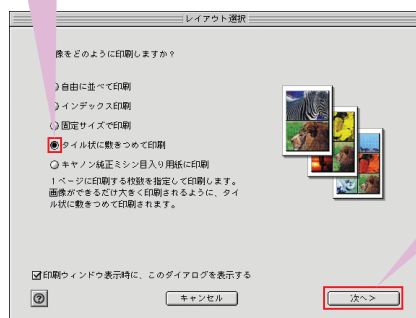 レイアウト選択
像をどのように印刷しますか？
自由に並べて印刷
インデックス印刷
固定サイズで印刷
タイル状に敷きつめて印刷
キヤノン純正ミシン目入り用紙に印刷
1ページに印刷する枚数を指定して印刷します。
画像ができるだけ大きく印刷されるように、タイ
ル状に敷きつめて印刷されます。
印刷ウィンドウ表示時に、このダイアログを表示する
?
キャンセル
次へ>